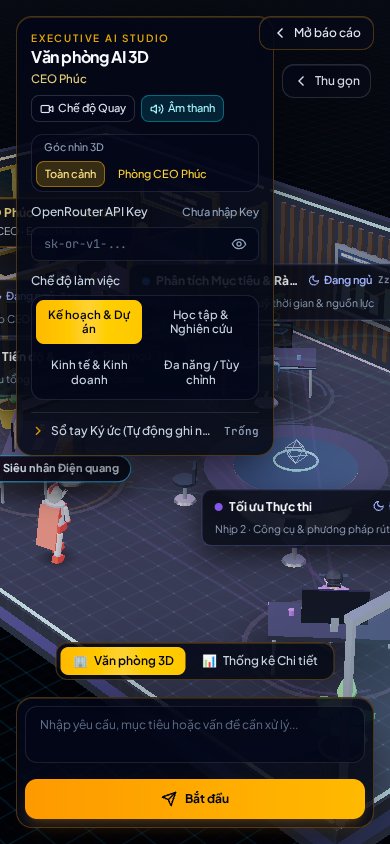 EXECUTIVE AI STUDIO
Mở báo cáo
Văn phòng AI 3D
CEO Phúc
Thu gọn
Chế độ Quay
Âm thanh
Góc nhìn 3D
Toàn cảnh
Phòng CEO Phúc
OpenRouter API Key
Chưa nhập Key
sk-or-v1-...
Phân tích Mục tiêu & Rà...
Đang ngủ
Chế độ làm việc
thời gian & nguồn lực
Kế hoạch & Dự án
Học tập & Nghiên cứu
Kinh tế & Kinh doanh
Đa năng / Tùy chỉnh
Sổ tay Ký ức (Tự động ghi n...
Trống
Siêu nhân Điện quang
Tối ưu Thực thi
Nhịp 2 · Công cụ & phương pháp rút
Văn phòng 3D
Thống kê Chi tiết
Nhập yêu cầu, mục tiêu hoặc vấn đề cần xử lý...
Bắt đầu